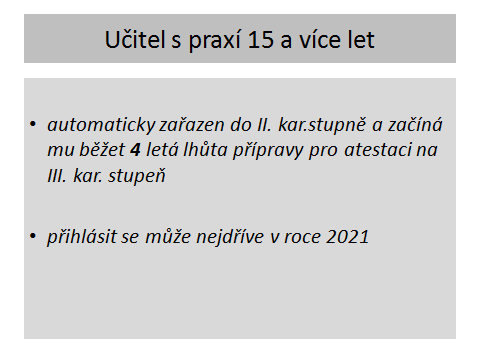 Učitel s praxí 15 a více let
• automaticky zařazen do II. kar.stupně a začíná
mu běžet 4 letá lhůta přípravy pro atestaci na
III. kar. stupeň
• přihlásit se může nejdříve v roce 2021